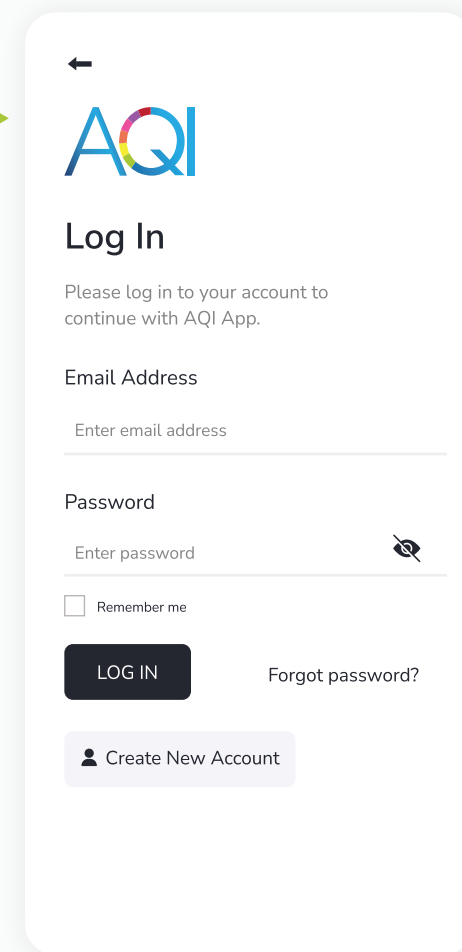 AQI
Log In
Please log in to your account to
continue with AQI App.
Email Address
Enter email address
Password
Enter password
Remember me
LOG IN
Forgot password?
Create New Account